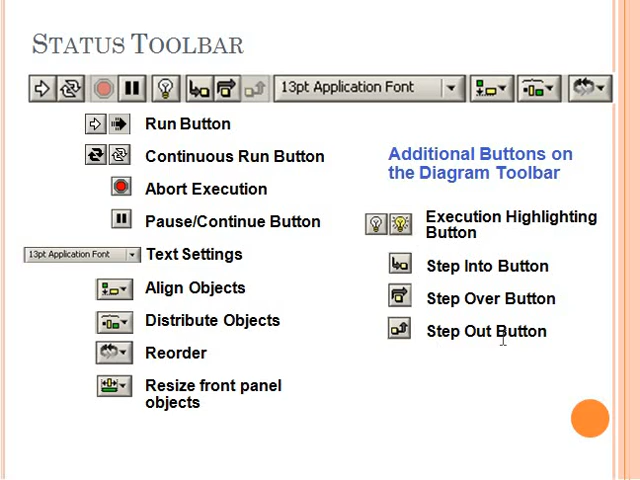 STATUS TOOLBAR
13pt Application Font
Run Button
Continuous Run Button
Abort Execution
Pause/Continue Button
13pt Application Font
Text Settings
Align Objects
Distribute Objects
Reorder
Resize front panel
objects
Additional Buttons on
the Diagram Toolbar
Execution Highlighting
Button
Step Into Button
Step Over Button
Step Out Button